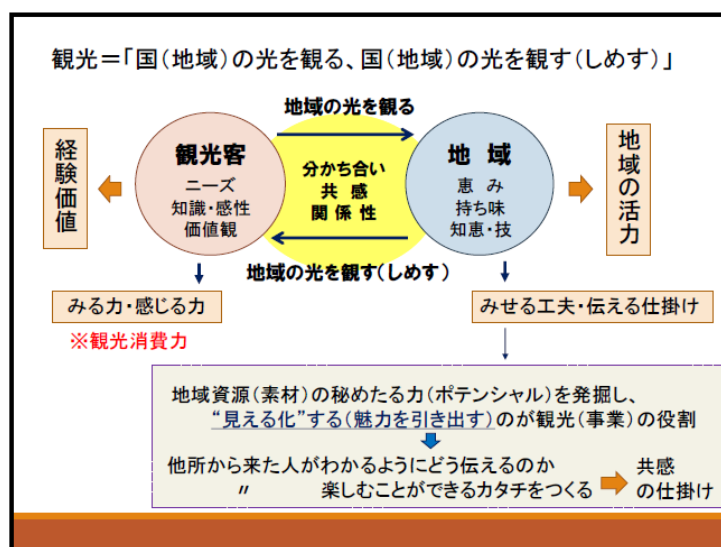 観光＝「国(地域)の光を観る、国(地域)の光を観す(しめす)」
地域の光を観る
経験価値
観光客
ニーズ
知識・感性
価値観
分かち合い
共 感
関係性
地 域
恵 み
持ち味
知恵・技
地域の活力
地域の光を観す(しめす)
みる力・感じる力
※観光消費力
みせる工夫・伝える仕掛け
地域資源(素材)の秘めたる力(ポテンシャル)を発掘し、
“見える化”する(魅力を引き出す)のが観光(事業)の役割
他所から来た人がわかるようにどう伝えるのか
〃 楽しむことができるカタチをつくる
共感
の仕掛け